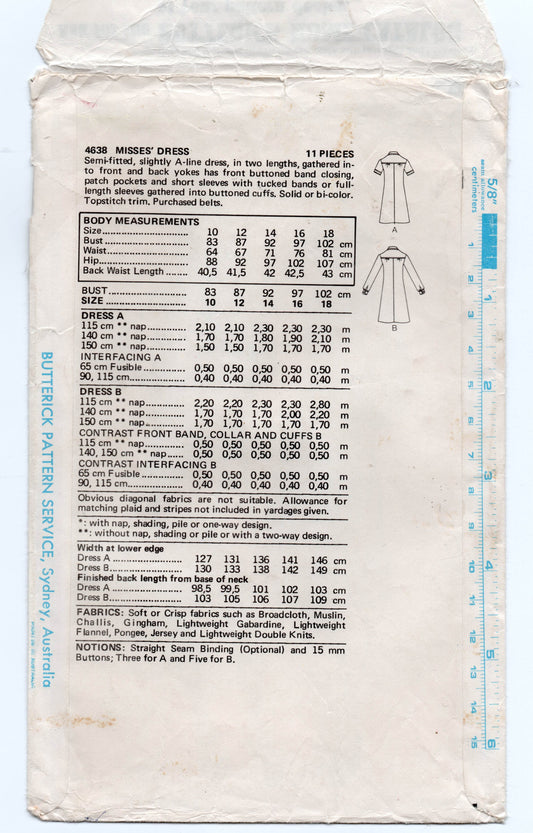 4638 MISSES' DRESS 11 PIECES
Semi-fitted, slightly A-line dress, in two lengths, gathered in-
to front and back yokes has front buttoned band closing,
patch pockets and short sleeves with tucked bands or full-
length sleeves gathered into buttoned cuffs. Solid or bi-color.
Topstitch trim. Purchased belts.
BODY MEASUREMENTS
Size 10 12 14 16 18
Bust 83 87 92 97 102 cm
Waist 64 67 71 76 81 cm
Hip 88 92 97 102 107 cm
Back Waist Length 40,5 41,5 42 42,5 43 cm
BUST 83 87 92 97 102 cm
SIZE 10 12 14 16 18
DRESS A
115 cm ** nap 2,10 2,10 2,30 2,30 2,30 m
140 cm ** nap 1,70 1,70 1,80 1,90 2,10 m
150 cm ** nap 1,50 1,50 1,70 1,70 1,70 m
INTERFACING A
65 cm Fusible 0,50 0,50 0,50 0,50 0,50 m
90, 115 cm 0,40 0,40 0,40 0,40 0,40 m
DRESS B
115 cm ** nap 2,20 2,20 2,30 2,30 2,80 m
140 cm ** nap 1,70 1,70 1,70 2,00 2,20 m
150 cm ** nap 1,70 1,70 1,70 1,70 1,70 m
CONTRAST FRONT BAND, COLLAR AND CUFFS B
115 cm ** nap 0,50 0,50 0,50 0,50 0,50 m
140, 150 cm ** nap 0,50 0,50 0,50 0,50 0,50 m
CONTRAST INTERFACING B
65 cm Fusible 0,50 0,50 0,50 0,50 0,50 m
90, 115 cm 0,40 0,40 0,40 0,40 0,40 m
Obvious diagonal fabrics are not suitable. Allowance for
matching plaid and stripes not included in yardages given.
*: with nap, shading, pile or one-way design.
**: without nap, shading or pile or with a two-way design.
Width at lower edge
Dress A 127 131 136 141 146 cm
Dress B 130 133 138 142 149 cm
Finished back length from base of neck
Dress A 98,5 99,5 101 102 103 cm
Dress B 103 105 106 107 109 cm
FABRICS: Soft or Crisp fabrics such as Broadcloth, Muslin,
Challis, Gingham, Lightweight Gabardine, Lightweight
Flannel, Pongee, Jersey and Lightweight Double Knits.
NOTIONS: Straight Seam Binding (Optional) and 15 mm
Buttons; Three for A and Five for B.
A
B
BUTTERICK PATTERN SERVICE, Sydney, Australia
5/8"
seam allowance
centimeters
1 2 3 4 5 6 7 8 9 10 11 12 13 14 15
1 2 3 4 5 6